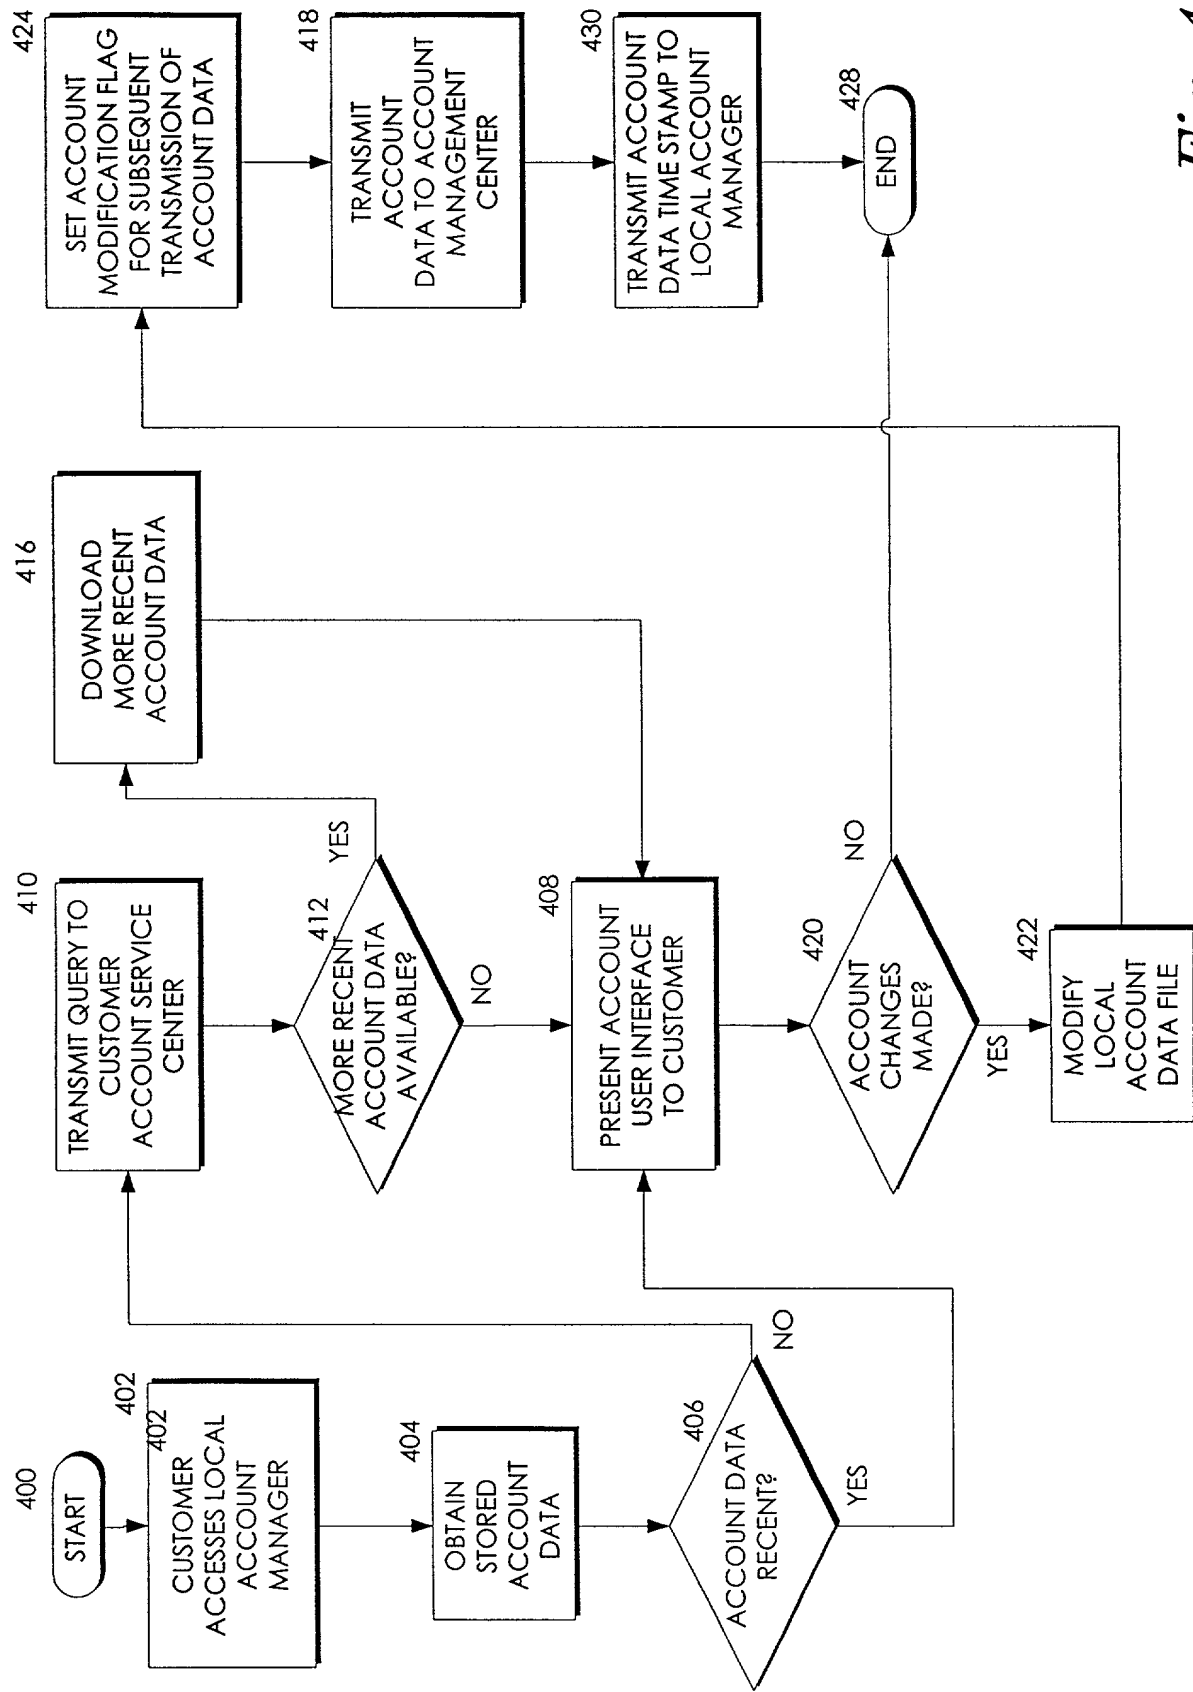 400
START
402
402
CUSTOMER
ACCESSES LOCAL
ACCOUNT
MANAGER
404
OBTAIN
STORED
ACCOUNT
DATA
406
ACCOUNT DATA
RECENT?
NO
YES
410
TRANSMIT QUERY TO
CUSTOMER
ACCOUNT SERVICE
CENTER
412
MORE RECENT
ACCOUNT DATA
AVAILABLE?
YES
NO
416
DOWNLOAD
MORE RECENT
ACCOUNT DATA
408
PRESENT ACCOUNT
USER INTERFACE
TO CUSTOMER
420
ACCOUNT
CHANGES
MADE?
NO
YES
422
MODIFY
LOCAL
ACCOUNT
DATA FILE
424
SET ACCOUNT
MODIFICATION FLAG
FOR SUBSEQUENT
TRANSMISSION OF
ACCOUNT DATA
418
TRANSMIT
ACCOUNT
DATA TO ACCOUNT
MANAGEMENT
CENTER
430
TRANSMIT ACCOUNT
DATA TIME STAMP TO
LOCAL ACCOUNT
MANAGER
428
END